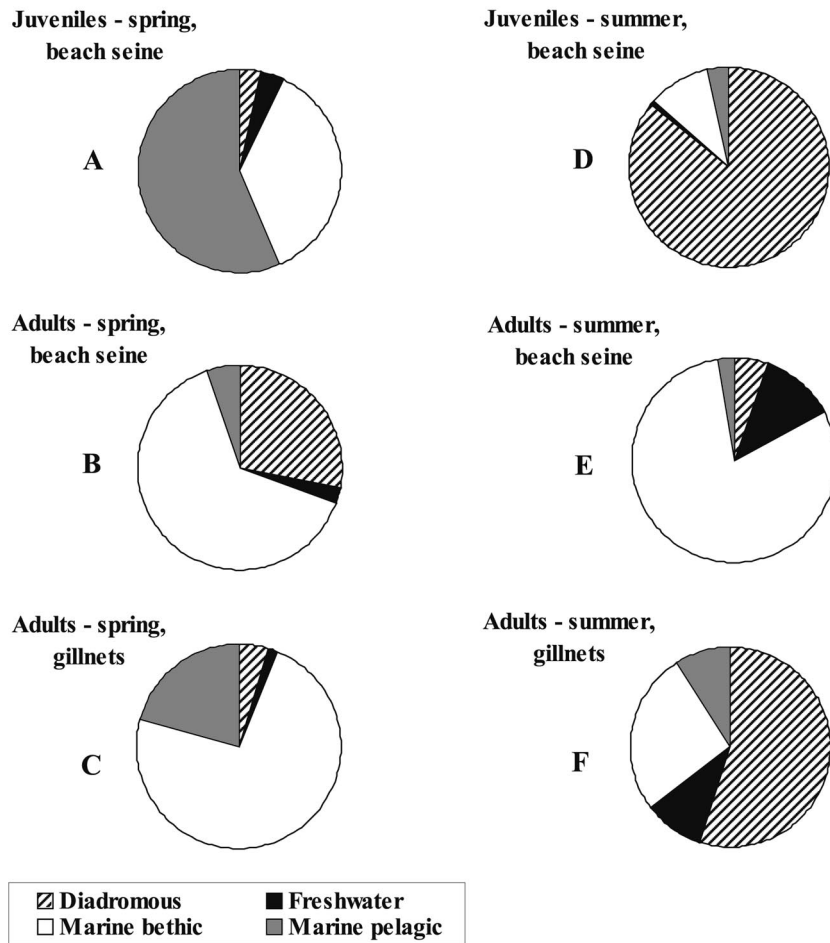 Juveniles - spring,
beach seine
A
Juveniles - summer,
beach seine
D
Adults - spring,
beach seine
B
Adults - summer,
beach seine
E
Adults - spring,
gillnets
C
Adults - summer,
gillnets
F
Diadromous
Freshwater
Marine bethic
Marine pelagic